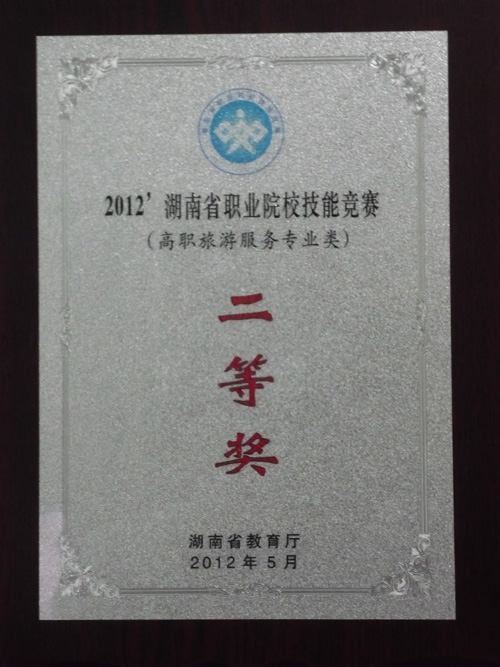 2012’湖南省职业院校技能竞赛
（高职旅游服务专业类）
二
等
奖
湖南省教育厅
2012年5月